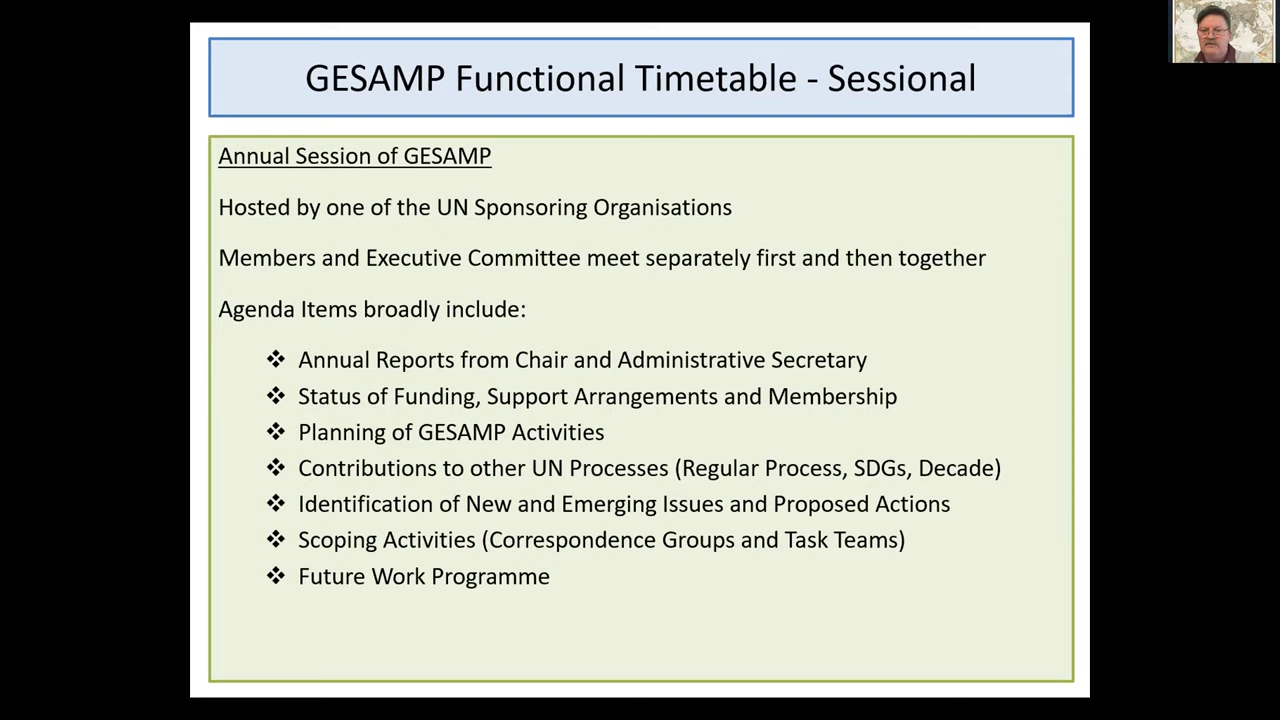 GESAMP Functional Timetable - Sessional
Annual Session of GESAMP
Hosted by one of the UN Sponsoring Organisations
Members and Executive Committee meet separately first and then together
Agenda Items broadly include:
❖ Annual Reports from Chair and Administrative Secretary
❖ Status of Funding, Support Arrangements and Membership
❖ Planning of GESAMP Activities
❖ Contributions to other UN Processes (Regular Process, SDGs, Decade)
❖ Identification of New and Emerging Issues and Proposed Actions
❖ Scoping Activities (Correspondence Groups and Task Teams)
❖ Future Work Programme